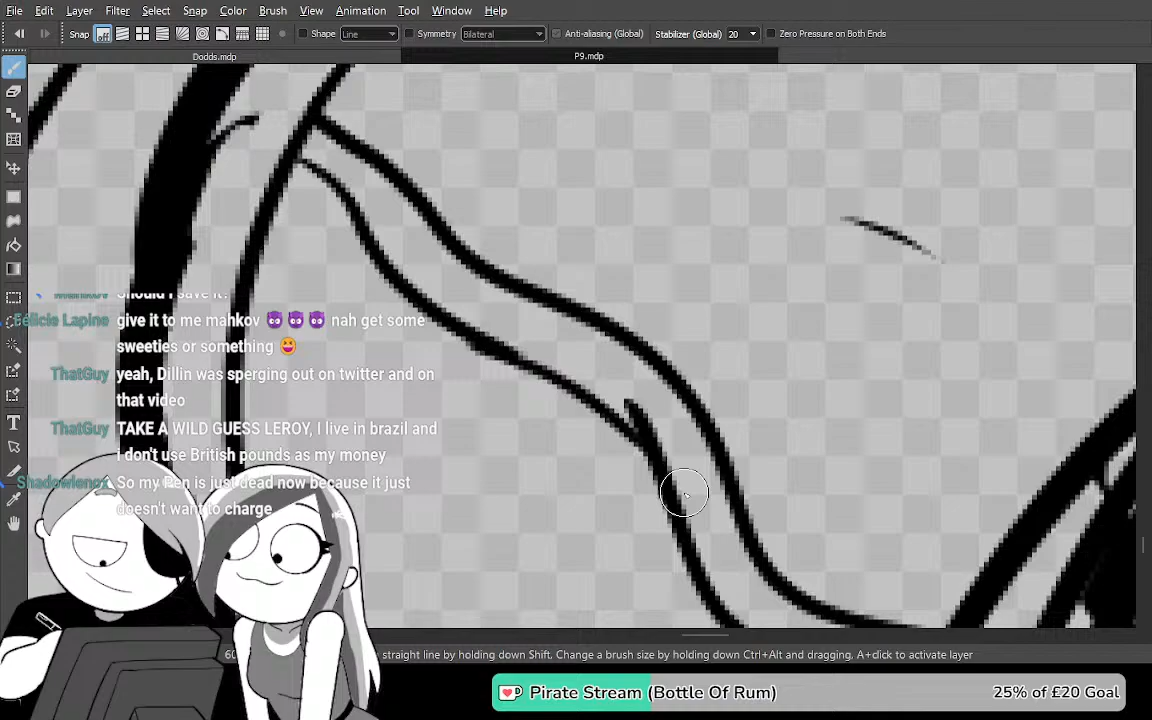 File Edit Layer Filter Select Snap Color Brush View Animation Tool Window Help
Snap off Shape Line Symmetry Bilateral Anti-aliasing (Global) Stabilizer (Global) 20 Zero Pressure on Both Ends
Dodds.mdp P9.mdp
Should I save it?
Felicie Lapine give it to me mahkov 😈 😈 😈 nah get some
sweeties or something 😀
ThatGuy yeah, Dillin was sperging out on twitter and on
that video
ThatGuy TAKE A WILD GUESS LEROY, I live in brazil and
i don't use British pounds as my money
Shadowlenox So my Pen is just dead now because it just
doesn't want to charge
straight line by holding down Shift. Change a brush size by holding down Ctrl+Alt and dragging, A+click to activate layer
Pirate Stream (Bottle Of Rum) 25% of £20 Goal